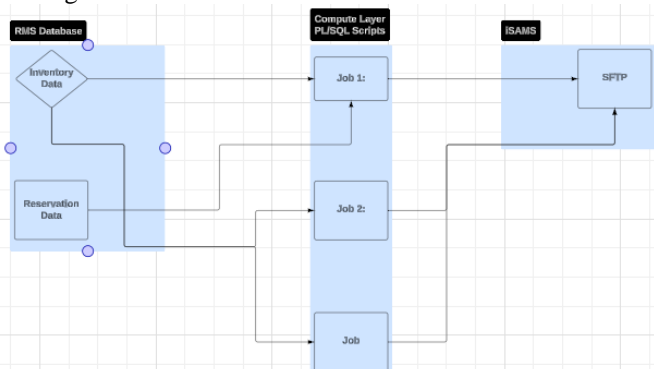 RMS Database
Compute Layer
PL/SQL Scripts
iSAMS
Inventory
Data
Job 1:
SFTP
Reservation
Data
Job 2:
Job